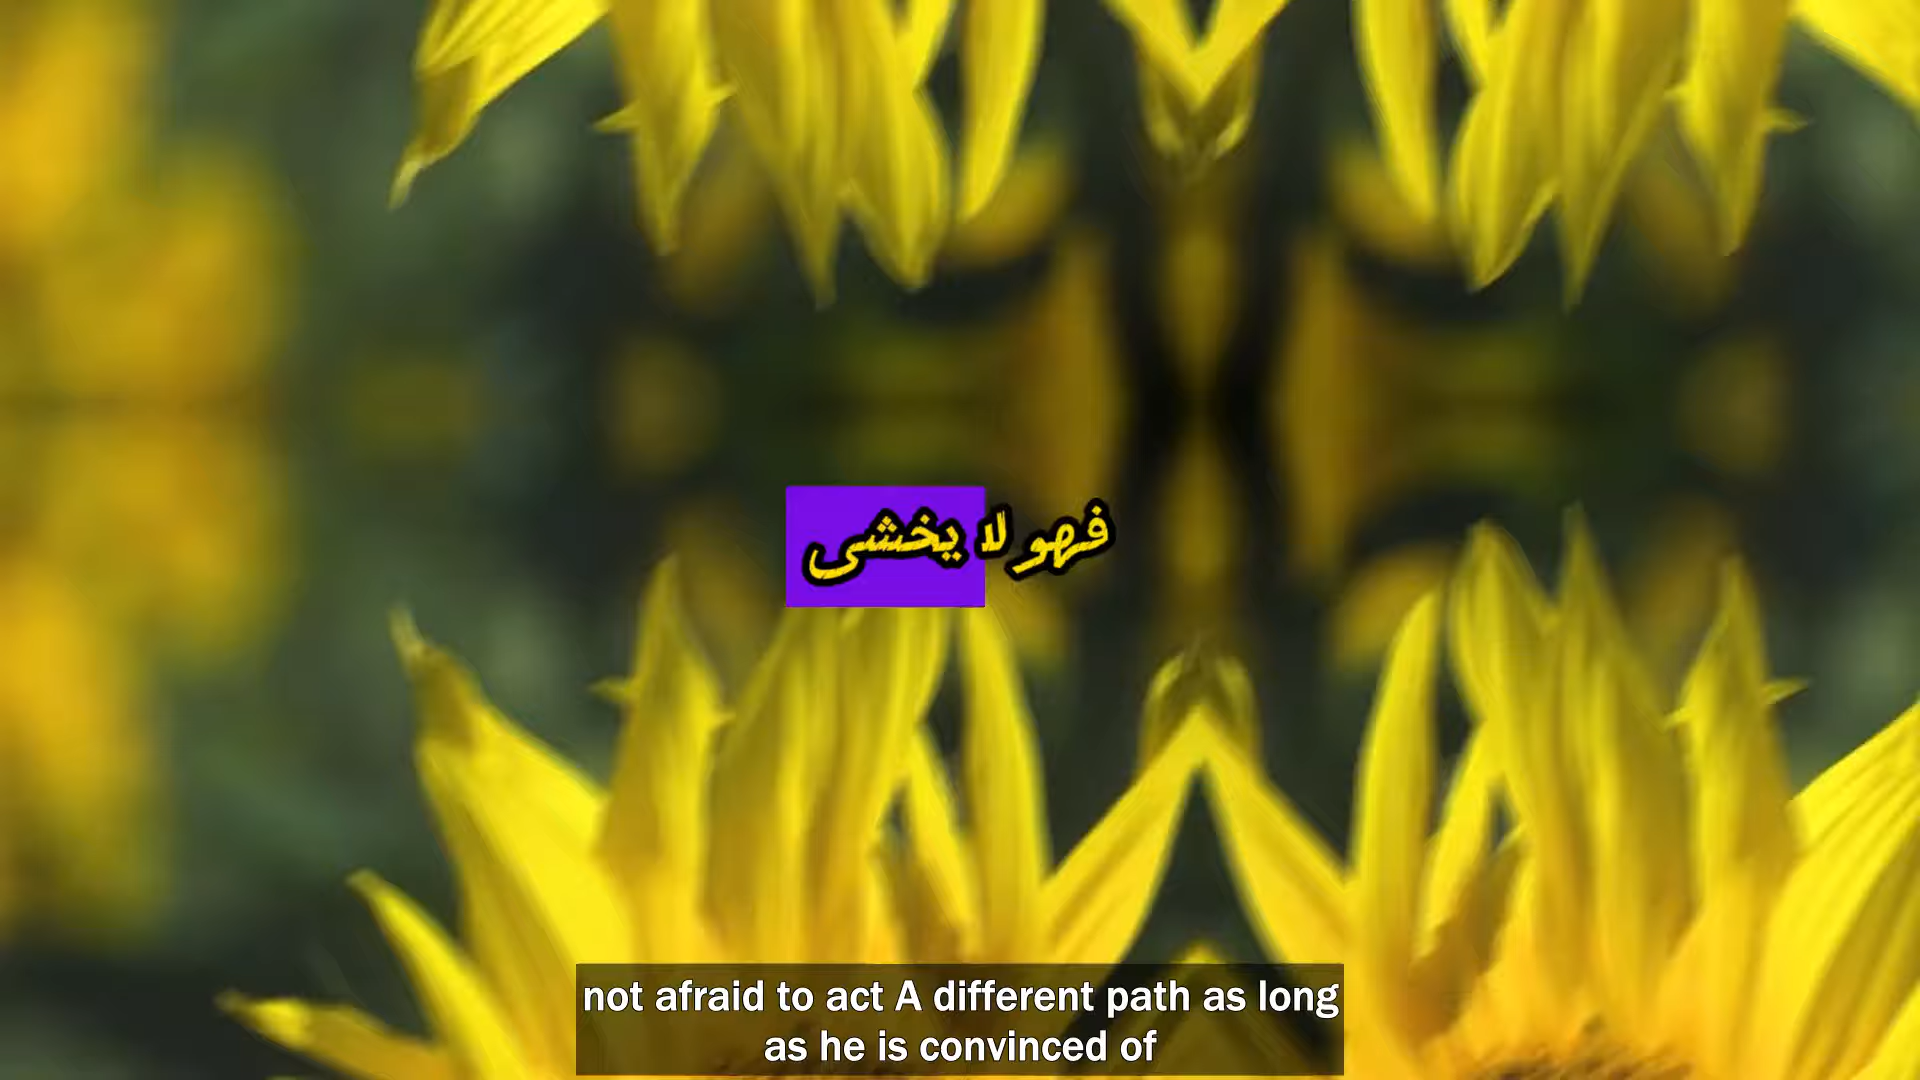 فهو لا يخشى
not afraid to act A different path as long
as he is convinced of